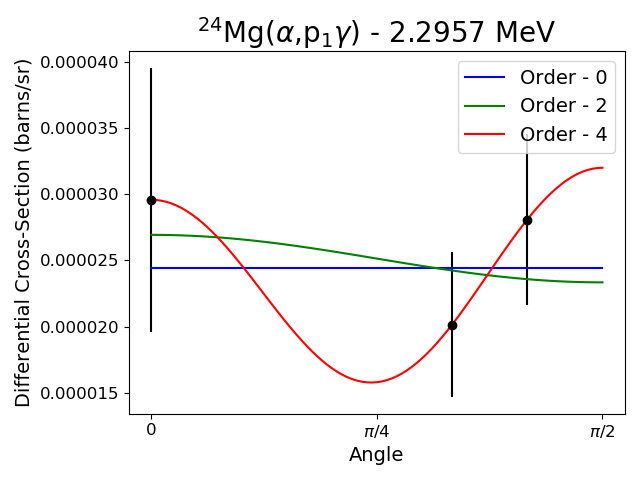 ²⁴Mg(α,p₁γ) - 2.2957 MeV
Differential Cross-Section (barns/sr)
0.000040
0.000035
0.000030
0.000025
0.000020
0.000015
Order - 0
Order - 2
Order - 4
0
π/4
π/2
Angle